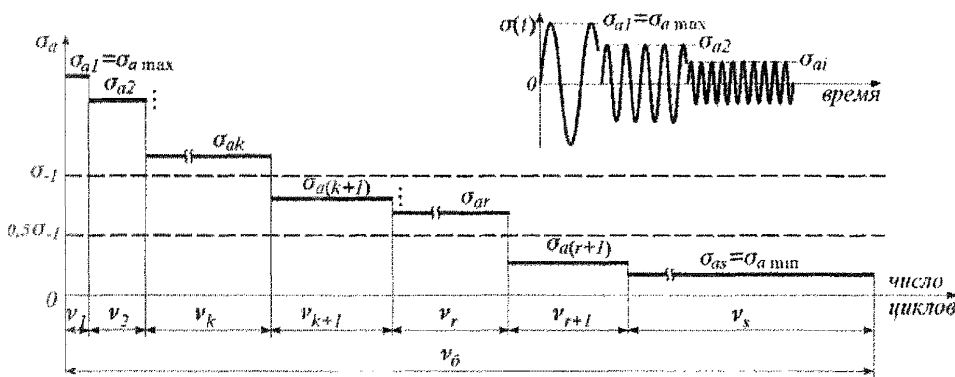 σ(t)
σa1=σa max
σa2
σai
0
время
σa
σa1=σa max
σa2
σak
σ-1
σa(k+1)
σar
0,5σ-1
σa(r+1)
σas=σa min
0
число
циклов
ν1 ν2 νk νk+1 νr νr+1 νs
νб